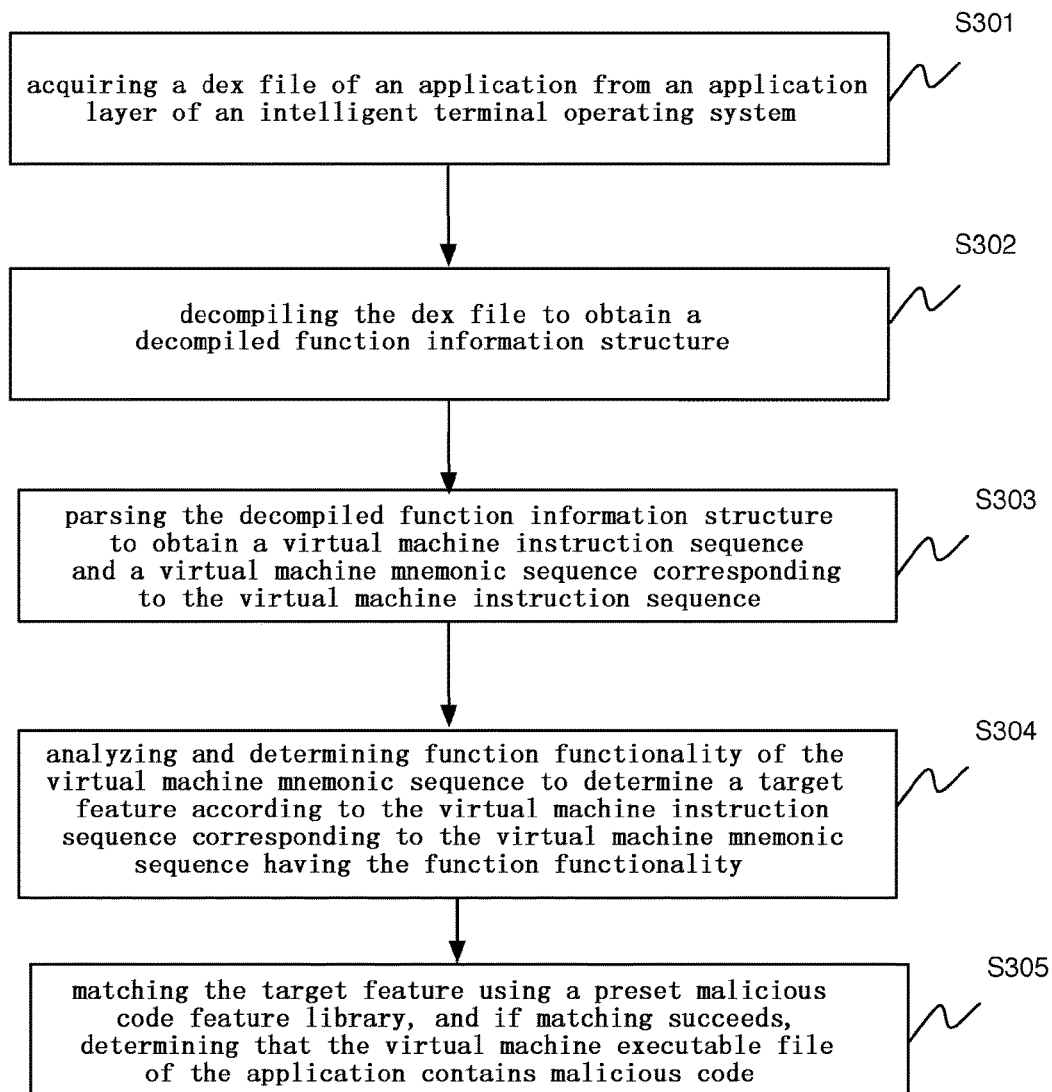 S301
acquiring a dex file of an application from an application
layer of an intelligent terminal operating system
S302
decompiling the dex file to obtain a
decompiled function information structure
S303
parsing the decompiled function information structure
to obtain a virtual machine instruction sequence
and a virtual machine mnemonic sequence corresponding
to the virtual machine instruction sequence
S304
analyzing and determining function functionality of the
virtual machine mnemonic sequence to determine a target
feature according to the virtual machine instruction
sequence corresponding to the virtual machine mnemonic
sequence having the function functionality
S305
matching the target feature using a preset malicious
code feature library, and if matching succeeds,
determining that the virtual machine executable file
of the application contains malicious code